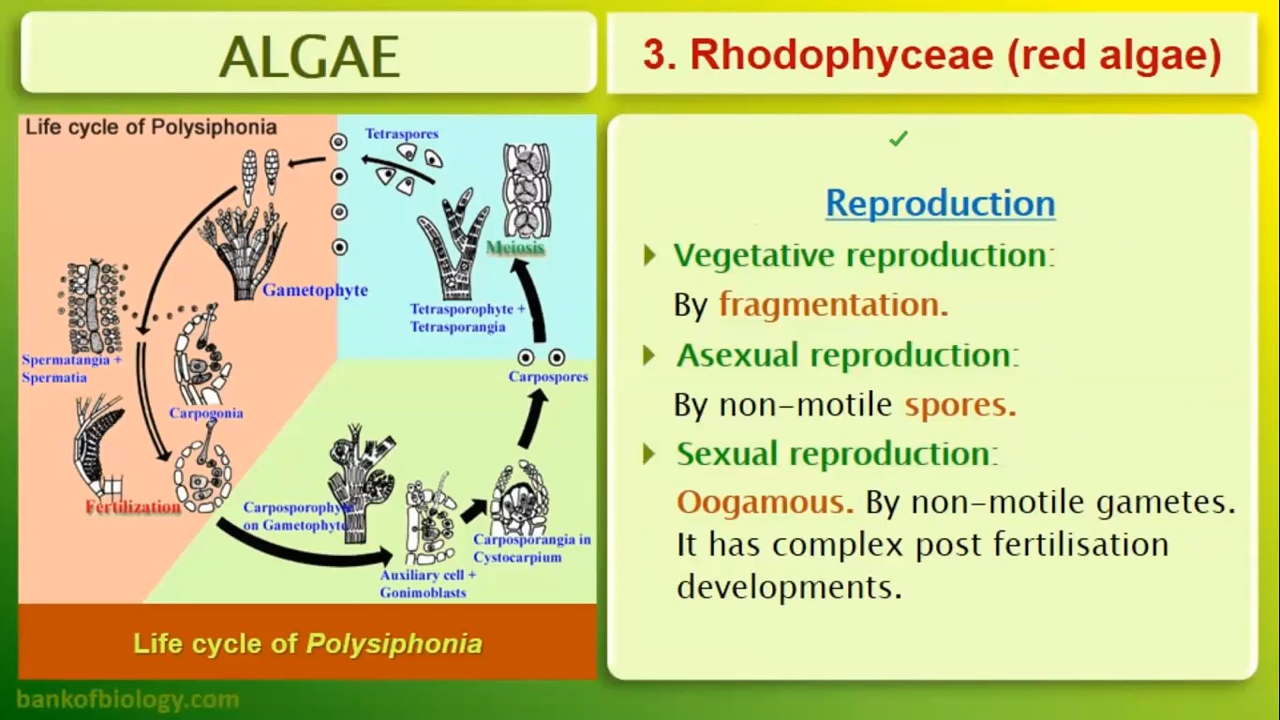 ALGAE
3. Rhodophyceae (red algae)
Life cycle of Polysiphonia
Tetraspores
Meiosis
Gametophyte
Tetrasporophyte +
Tetrasporangia
Spermatangia +
Spermatia
Carpospores
Carpogonia
Fertilization
Carposporophyte
on Gametophyte
Carposporangia in
Cystocarpium
Auxiliary cell +
Gonimoblasts
Life cycle of Polysiphonia
bankofbiology.com
Reproduction
Vegetative reproduction:
By fragmentation.
Asexual reproduction:
By non-motile spores.
Sexual reproduction:
Oogamous. By non-motile gametes.
It has complex post fertilisation
developments.